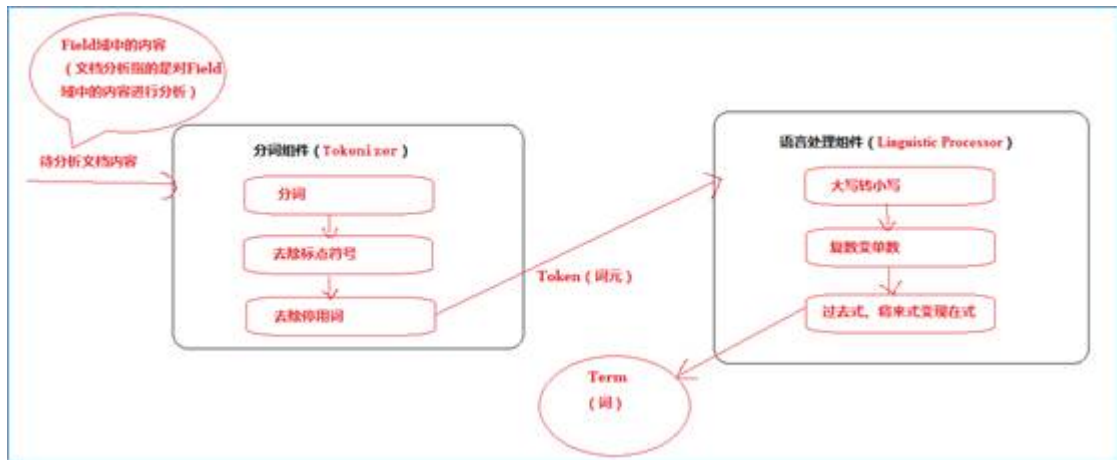 Field域中的内容
（文档分析指的是对Field
域中的内容进行分析）
待分析文档内容
分词组件（Tokenizer）
分词
去除标点符号
去除停用词
Token（词元）
语言处理组件（Linguistic Processor）
大写转小写
复数变单数
过去式，将来式变现在式
Term
（词）